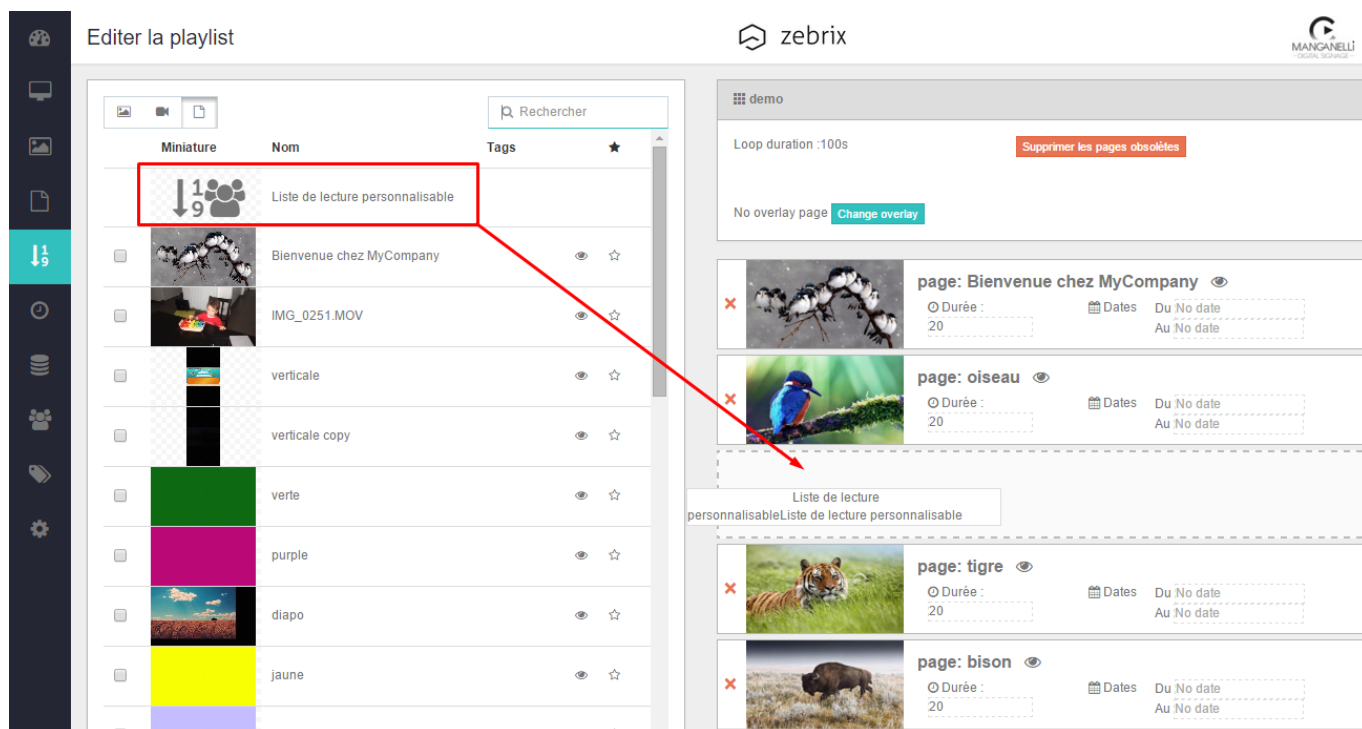 Editer la playlist
zebrix
MANGANELLI
- DIGITAL SIGNAGE -
Rechercher
Miniature Nom Tags
1
9
Liste de lecture personnalisable
Bienvenue chez MyCompany
IMG_0251.MOV
verticale
verticale copy
verte
purple
diapo
jaune
demo
Loop duration :100s
Supprimer les pages obsolètes
No overlay page Change overlay
page: Bienvenue chez MyCompany
Durée : Dates Du No date
20 Au No date
page: oiseau
Durée : Dates Du No date
20 Au No date
Liste de lecture
personnalisableListe de lecture personnalisable
page: tigre
Durée : Dates Du No date
20 Au No date
page: bison
Durée : Dates Du No date
20 Au No date
1
9